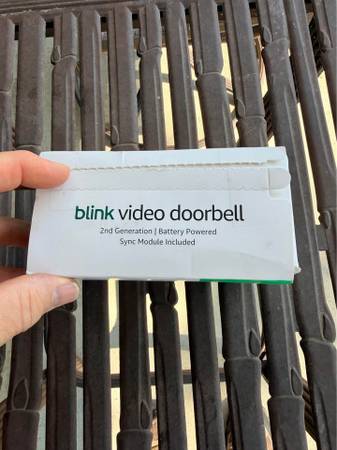 blink video doorbell
2nd Generation | Battery Powered
Sync Module Included